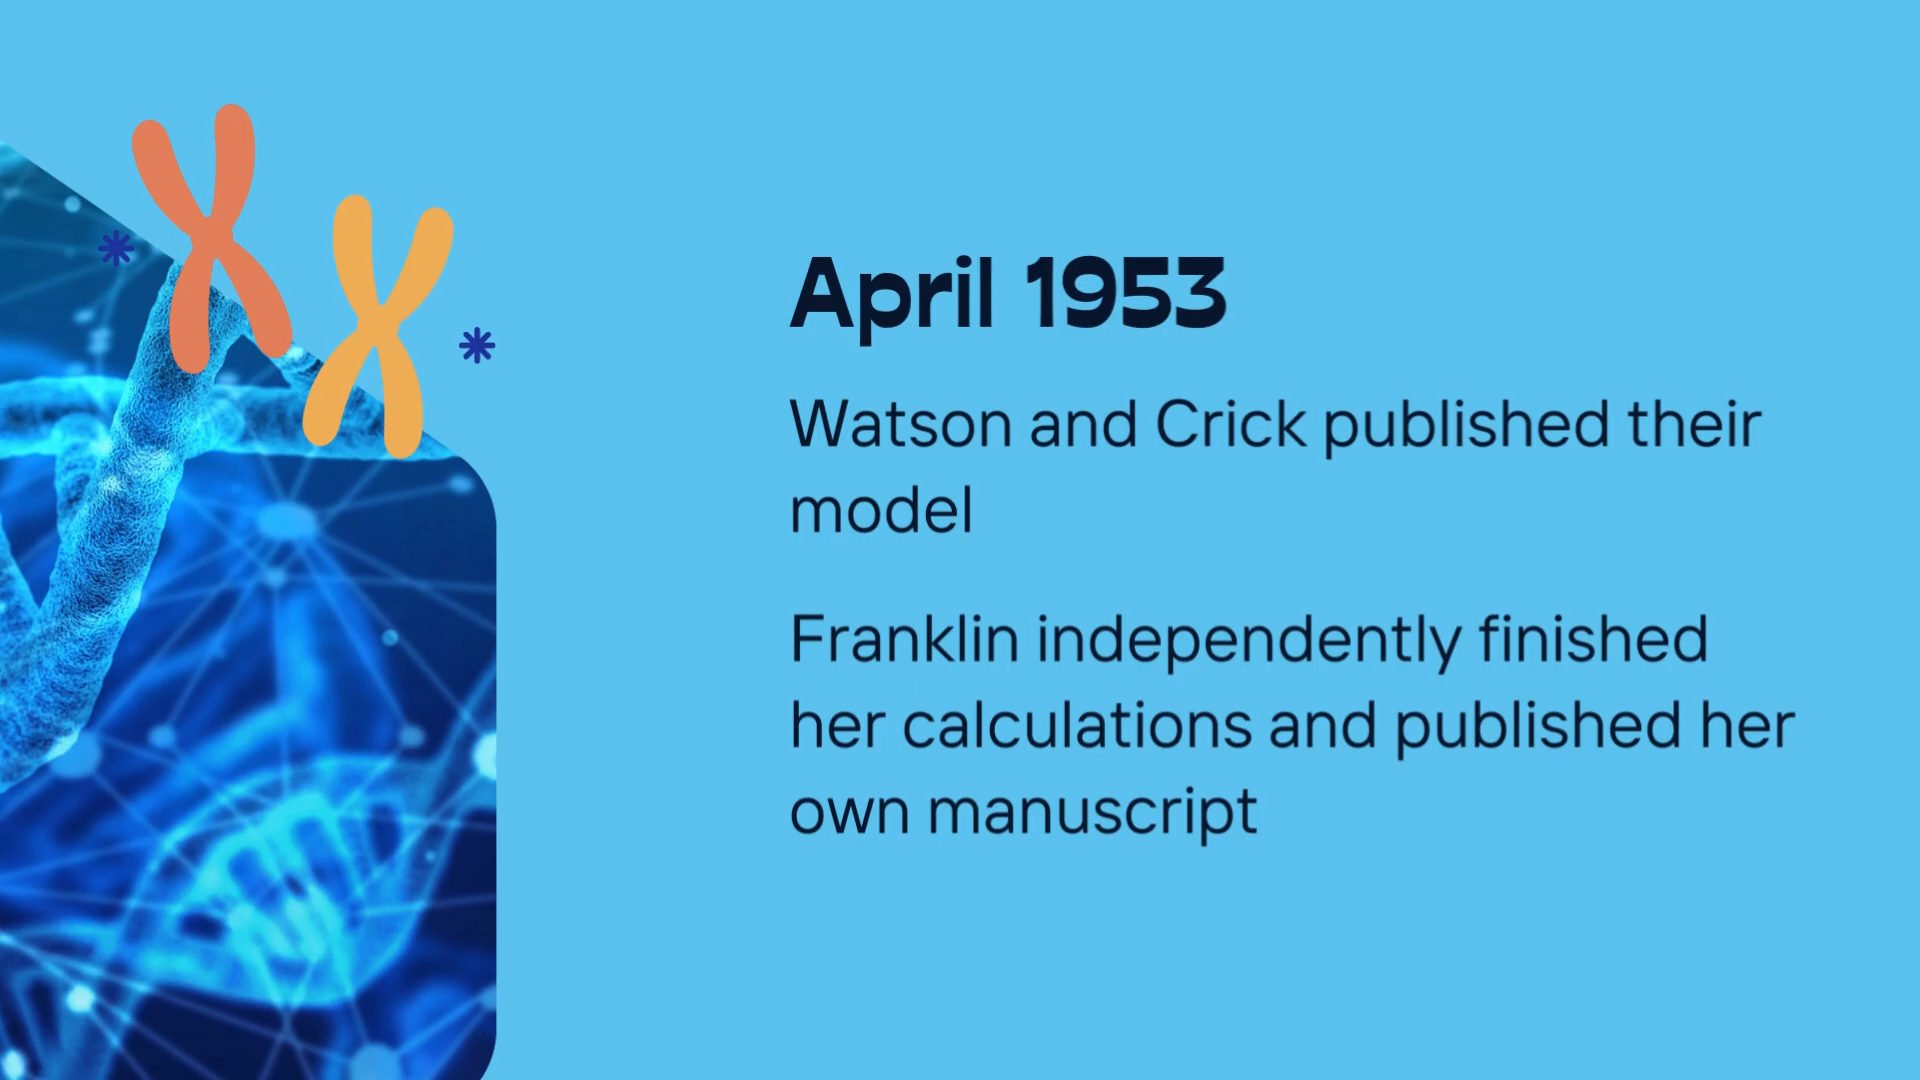 April 1953
Watson and Crick published their
model
Franklin independently finished
her calculations and published her
own manuscript